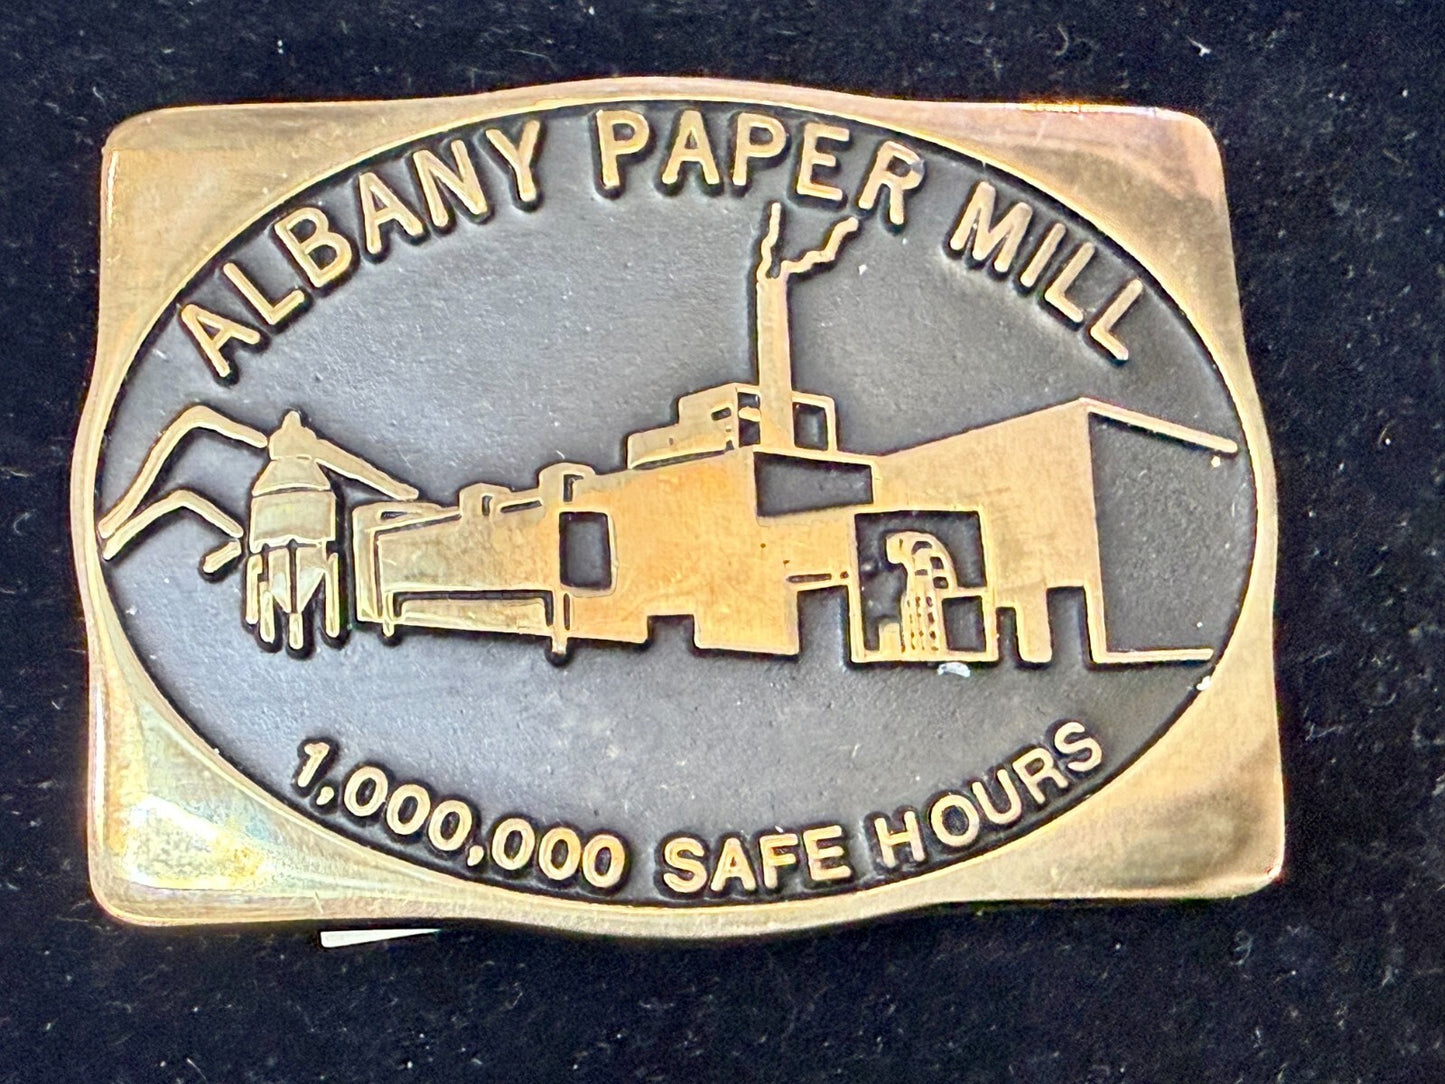 ALBANY PAPER MILL
1,000,000 SAFE HOURS